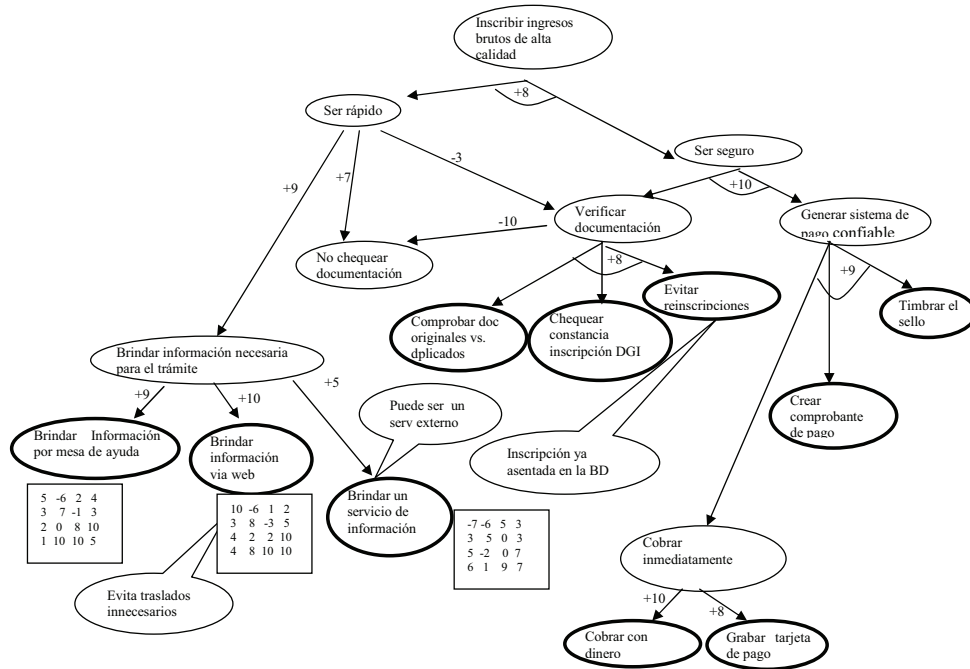 Inscribir ingresos
brutos de alta
calidad
+8
Ser rápido
Ser seguro
-3
+10
+7
+9
Verificar
documentación
Generar sistema de
pago confiable
-10
No chequear
documentación
+8
+9
Evitar
reinscripciones
Timbrar el
sello
Comprobar doc
originales vs.
dplicados
Chequear
constancia
inscripción DGI
Brindar información necesaria
para el trámite
+5
+9
+10
Puede ser un
serv externo
Crear
comprobante
de pago
Brindar Información
por mesa de ayuda
Brindar
información
via web
Inscripción ya
asentada en la BD
Brindar un
servicio de
información
5 -6 2 4
3 7 -1 3
2 0 8 10
1 10 10 5
10 -6 1 2
3 8 -3 5
4 2 2 10
4 8 10 10
-7 -6 5 3
3 5 0 3
5 -2 0 7
6 1 9 7
Cobrar
inmediatamente
Evita traslados
innecesarios
+10
+8
Cobrar con
dinero
Grabar tarjeta
de pago